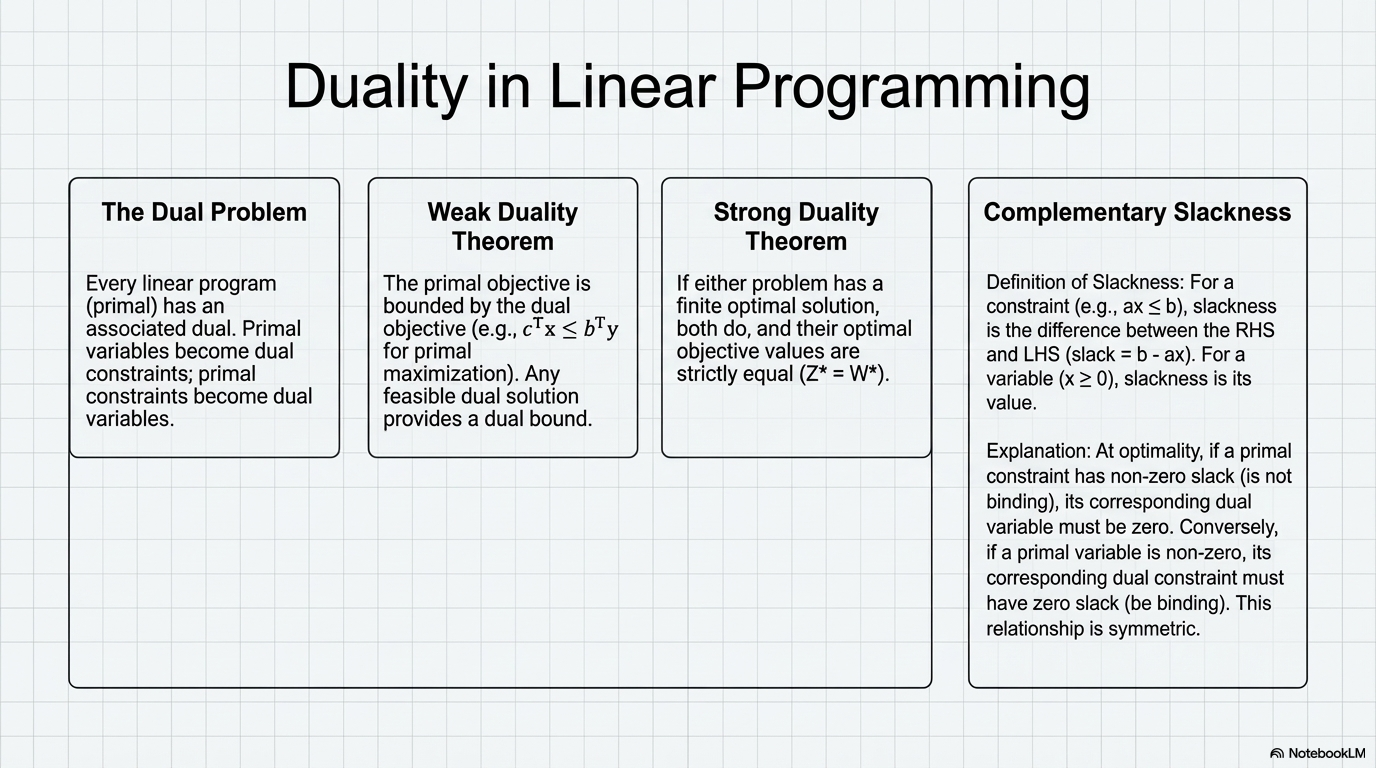 Duality in Linear Programming
The Dual Problem
Every linear program
(primal) has an
associated dual. Primal
variables become dual
constraints; primal
constraints become dual
variables.
Weak Duality
Theorem
The primal objective is
bounded by the dual
objective (e.g., cᵀx ≤ bᵀy
for primal
maximization). Any
feasible dual solution
provides a dual bound.
Strong Duality
Theorem
If either problem has a
finite optimal solution,
both do, and their optimal
objective values are
strictly equal (Z* = W*).
Complementary Slackness
Definition of Slackness: For a
constraint (e.g., ax ≤ b), slackness
is the difference between the RHS
and LHS (slack = b - ax). For a
variable (x ≥ 0), slackness is its
value.
Explanation: At optimality, if a primal
constraint has non-zero slack (is not
binding), its corresponding dual
variable must be zero. Conversely,
if a primal variable is non-zero, its
corresponding dual constraint must
have zero slack (be binding). This
relationship is symmetric.
NotebookLM